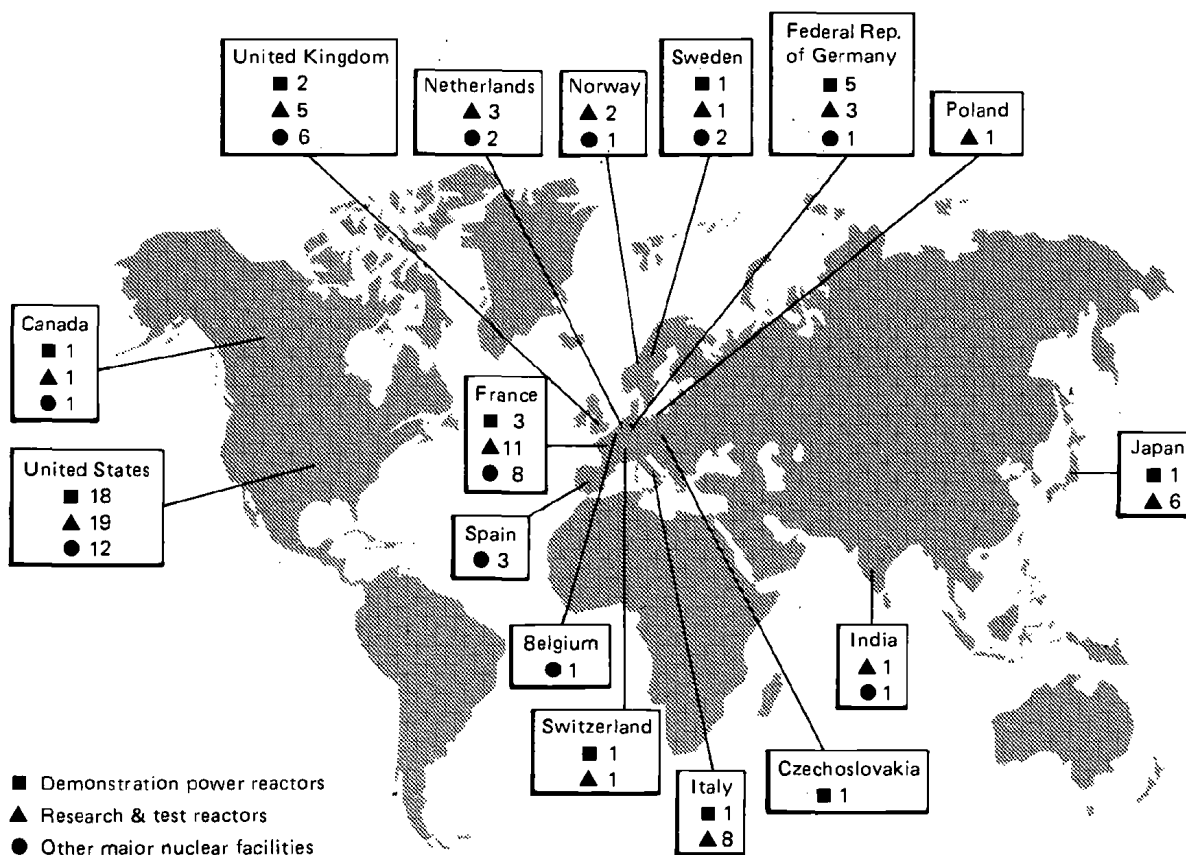 United Kingdom
■ 2
▲ 5
● 6
Netherlands
▲ 3
● 2
Norway
▲ 2
● 1
Sweden
■ 1
▲ 1
● 2
Federal Rep.
of Germany
■ 5
▲ 3
● 1
Poland
▲ 1
Canada
■ 1
▲ 1
● 1
United States
■ 18
▲ 19
● 12
France
■ 3
▲ 11
● 8
Spain
● 3
Japan
■ 1
▲ 6
Belgium
● 1
India
▲ 1
● 1
Switzerland
■ 1
▲ 1
Italy
■ 1
▲ 8
Czechoslovakia
■ 1
■ Demonstration power reactors
▲ Research & test reactors
● Other major nuclear facilities